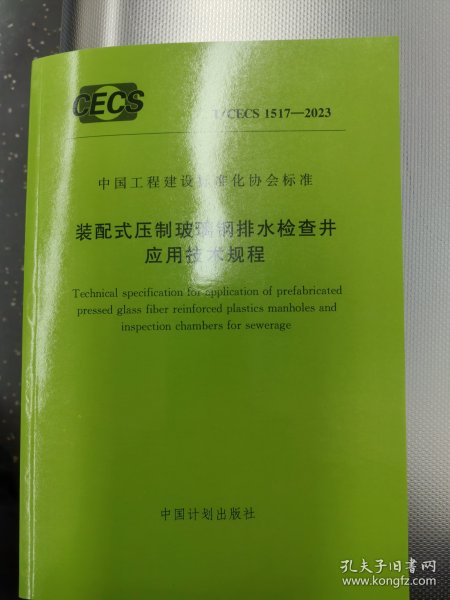 CECS
T/CECS 1517—2023
中国工程建设标准化协会标准
装配式压制玻璃钢排水检查井
应用技术规程
Technical specification for application of prefabricated
pressed glass fiber reinforced plastics manholes and
inspection chambers for sewerage
中国计划出版社
孔夫子旧书网
www.kongfz.com